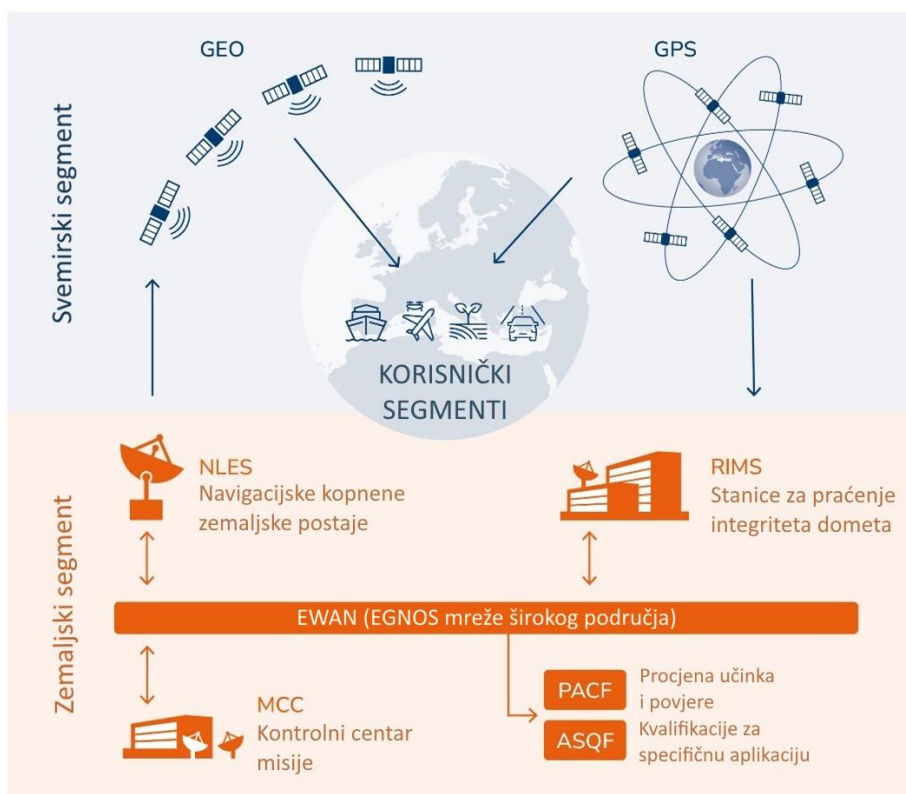 GEO
GPS
Svemirski segment
KORISNIČKI
SEGMENTI
NLES
Navigacijske kopnene
zemaljske postaje
RIMS
Stanice za praćenje
integriteta dometa
Zemaljski segment
EWAN (EGNOS mreže širokog područja)
MCC
Kontrolni centar
misije
PACF
Procjena učinka
i povjere
ASQF
Kvalifikacije za
specifičnu aplikaciju